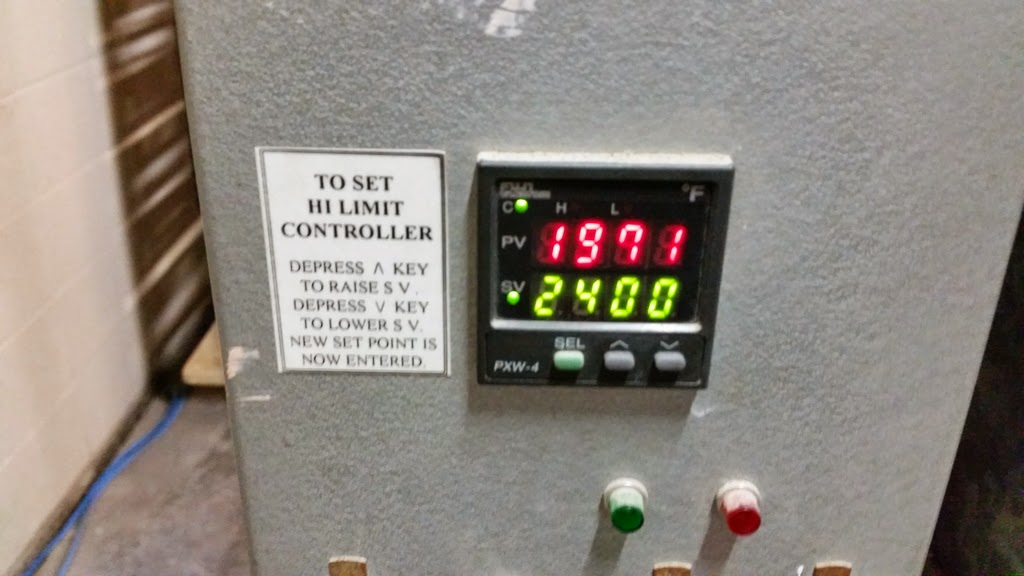 TO SET
HI LIMIT
CONTROLLER
DEPRESS Λ KEY
TO RAISE S V.
DEPRESS V KEY
TO LOWER S V.
NEW SET POINT IS
NOW ENTERED.
°F
C H L
PV 1971
SV 2400
SEL
PXW-4